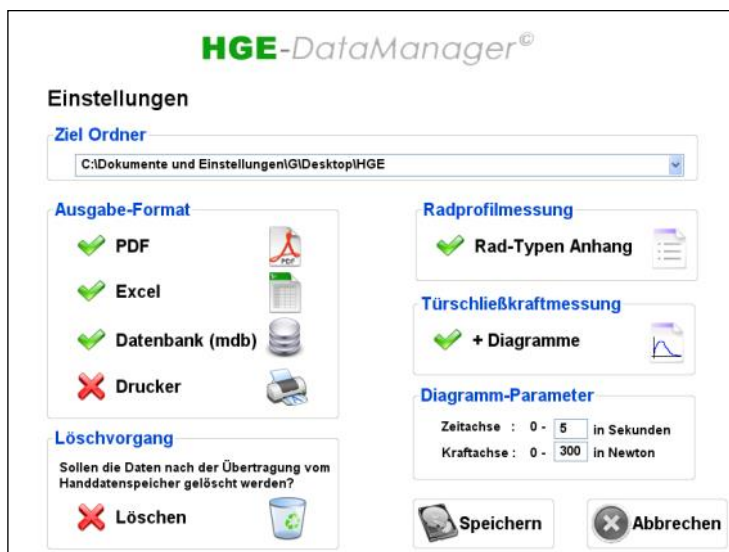 HGE-DataManager©
Einstellungen
Ziel Ordner
C:\Dokumente und Einstellungen\G\Desktop\HGE
Ausgabe-Format
PDF
PDF
Excel
Datenbank (mdb)
Drucker
Löschvorgang
Sollen die Daten nach der Übertragung vom
Handdatenspeicher gelöscht werden?
Löschen
Radprofilmessung
Rad-Typen Anhang
Türschließkraftmessung
+ Diagramme
Diagramm-Parameter
Zeitachse : 0 - 5 in Sekunden
Kraftachse : 0 - 300 in Newton
Speichern
Abbrechen